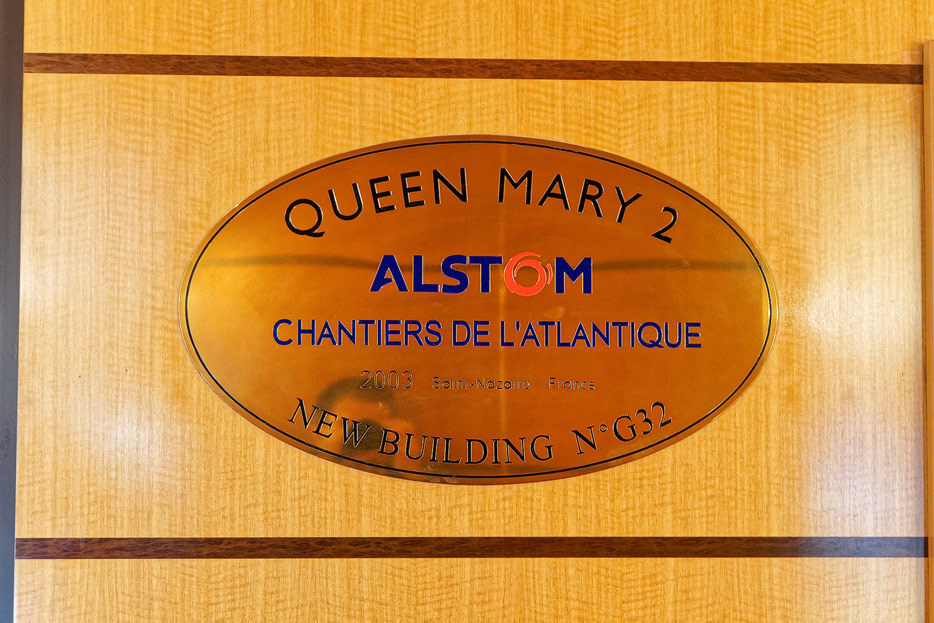 QUEEN MARY 2
ALSTOM
CHANTIERS DE L'ATLANTIQUE
2003 Saint-Nazaire France
NEW BUILDING N°G32